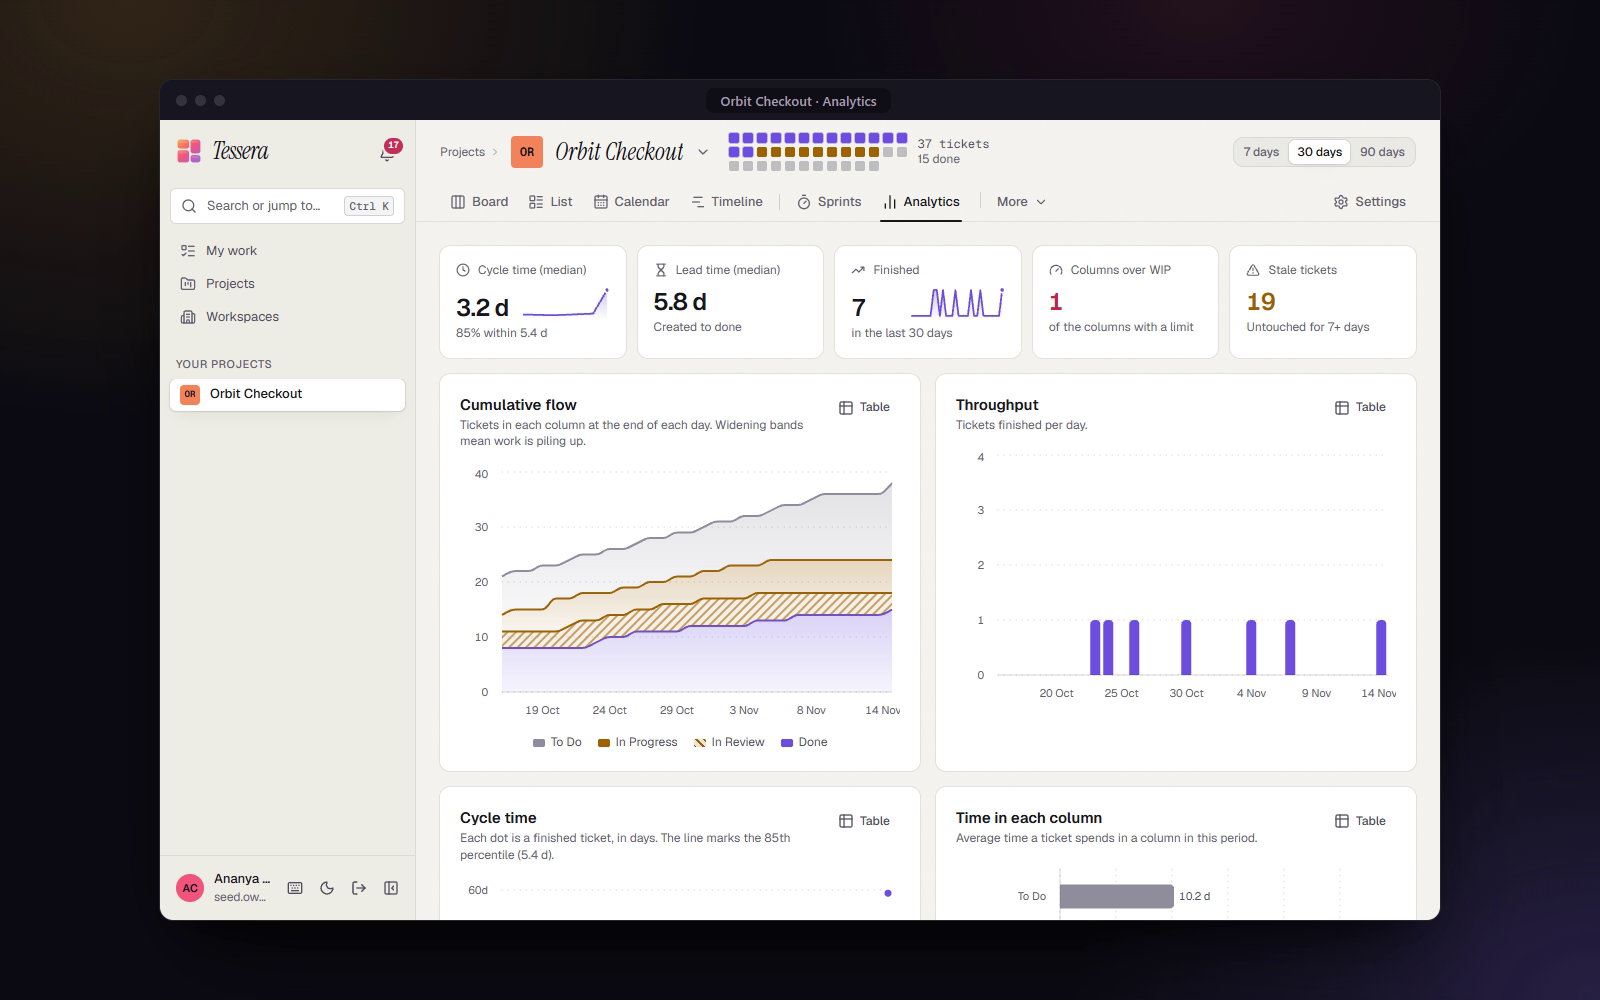 Orbit Checkout · Analytics
Tessera
17
Search or jump to...
Ctrl K
My work
Projects
Workspaces
YOUR PROJECTS
OR
Orbit Checkout
AC
Ananya ...
seed.ow...
Projects
OR
Orbit Checkout
37 tickets
15 done
7 days
30 days
90 days
Board
List
Calendar
Timeline
Sprints
Analytics
More
Settings
Cycle time (median)
3.2 d
85% within 5.4 d
Lead time (median)
5.8 d
Created to done
Finished
7
in the last 30 days
Columns over WIP
1
of the columns with a limit
Stale tickets
19
Untouched for 7+ days
Cumulative flow
Table
Tickets in each column at the end of each day. Widening bands
mean work is piling up.
40
30
20
10
0
19 Oct
24 Oct
29 Oct
3 Nov
8 Nov
14 Nov
To Do
In Progress
In Review
Done
Throughput
Table
Tickets finished per day.
4
3
2
1
0
20 Oct
25 Oct
30 Oct
4 Nov
9 Nov
14 Nov
Cycle time
Table
Each dot is a finished ticket, in days. The line marks the 85th
percentile (5.4 d).
60d
Time in each column
Table
Average time a ticket spends in a column in this period.
To Do
10.2 d